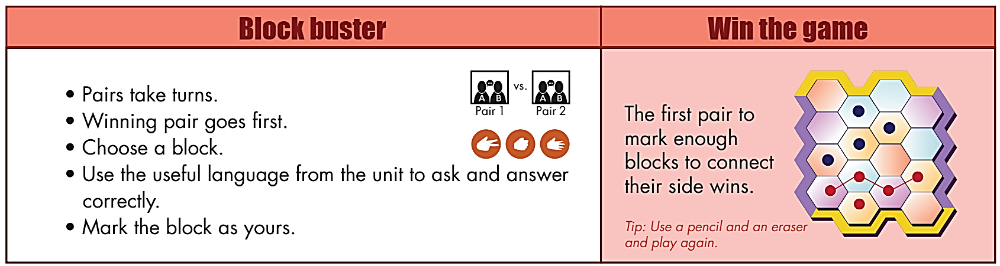 Block buster
• Pairs take turns.
• Winning pair goes first.
• Choose a block.
• Use the useful language from the unit to ask and answer
correctly.
• Mark the block as yours.
A B vs. A B
Pair 1 Pair 2
Win the game
The first pair to
mark enough
blocks to connect
their side wins.
Tip: Use a pencil and an eraser
and play again.